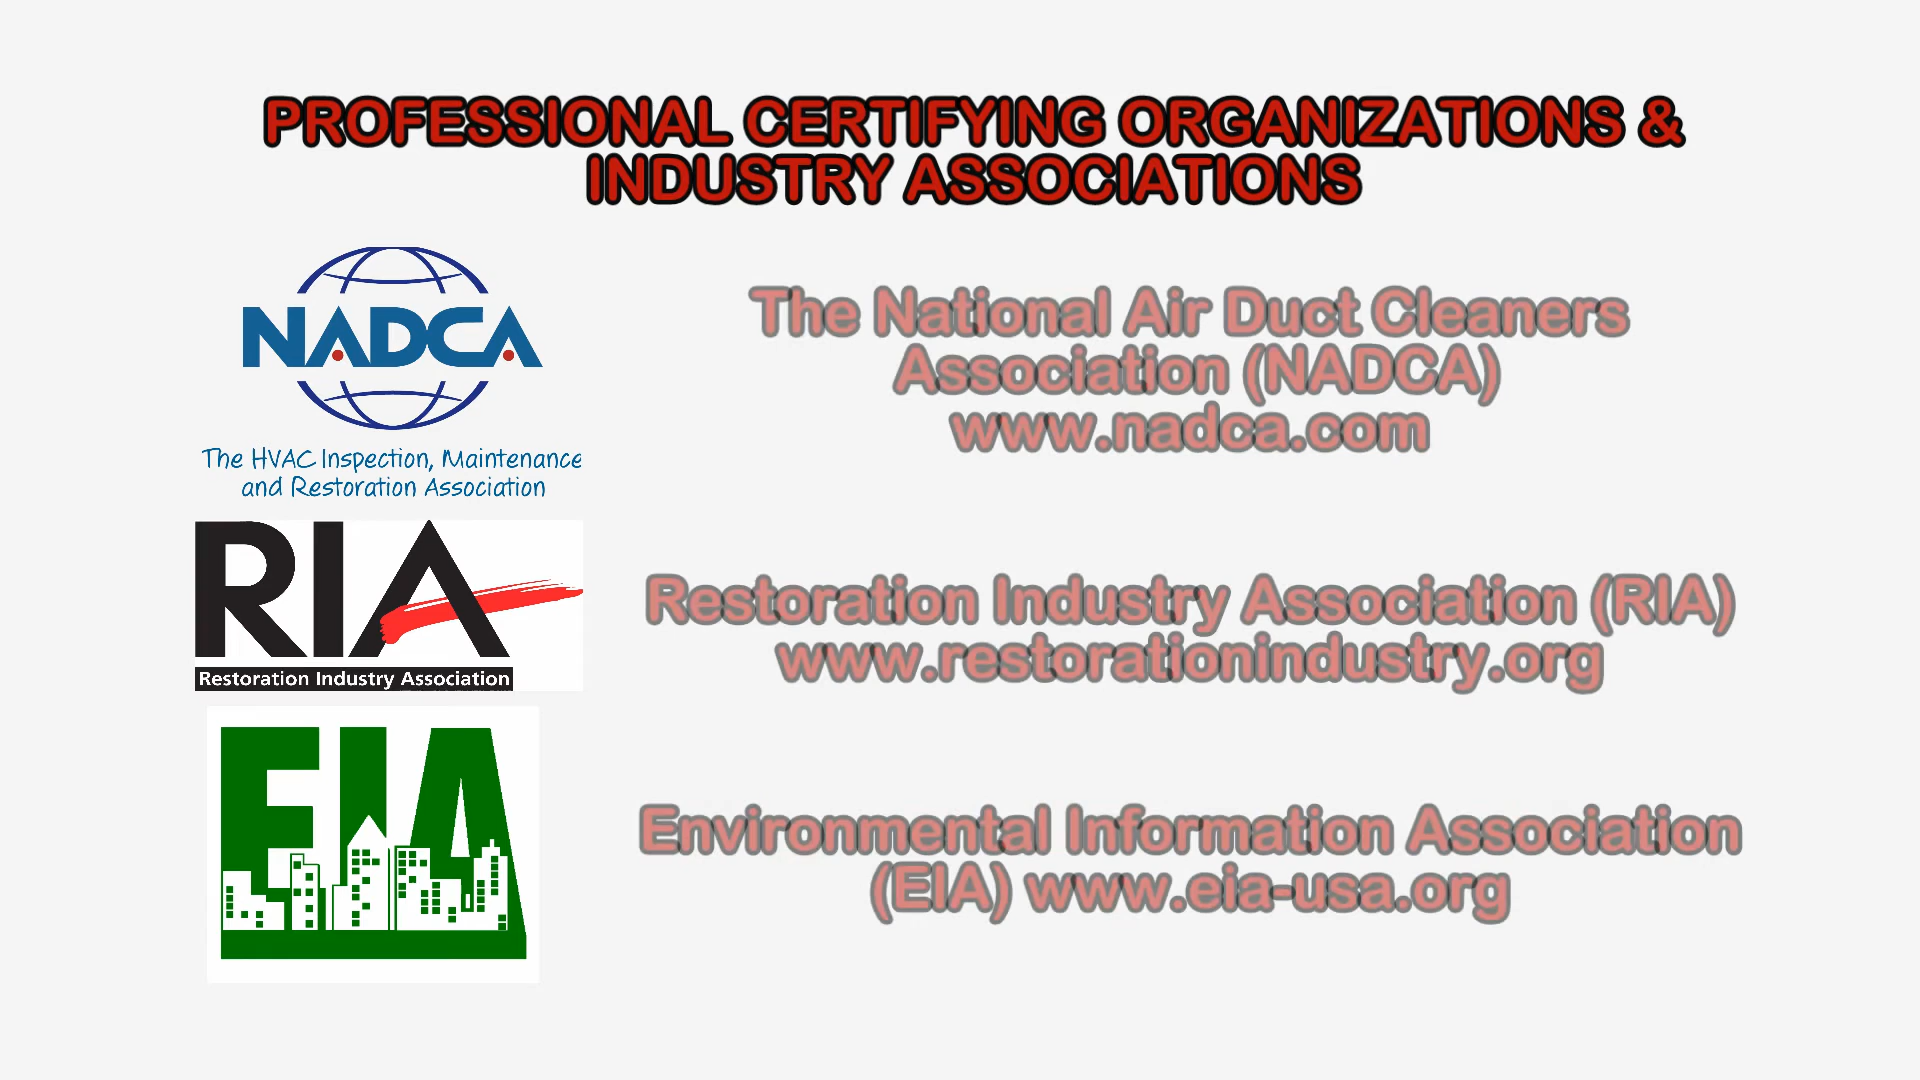 PROFESSIONAL CERTIFYING ORGANIZATIONS &
INDUSTRY ASSOCIATIONS
NADCA
The HVAC Inspection, Maintenance
and Restoration Association
The National Air Duct Cleaners
Association (NADCA)
www.nadca.com
RIA
Restoration Industry Association
Restoration Industry Association (RIA)
www.restorationindustry.org
EIA
Environmental Information Association
(EIA) www.eia-usa.org